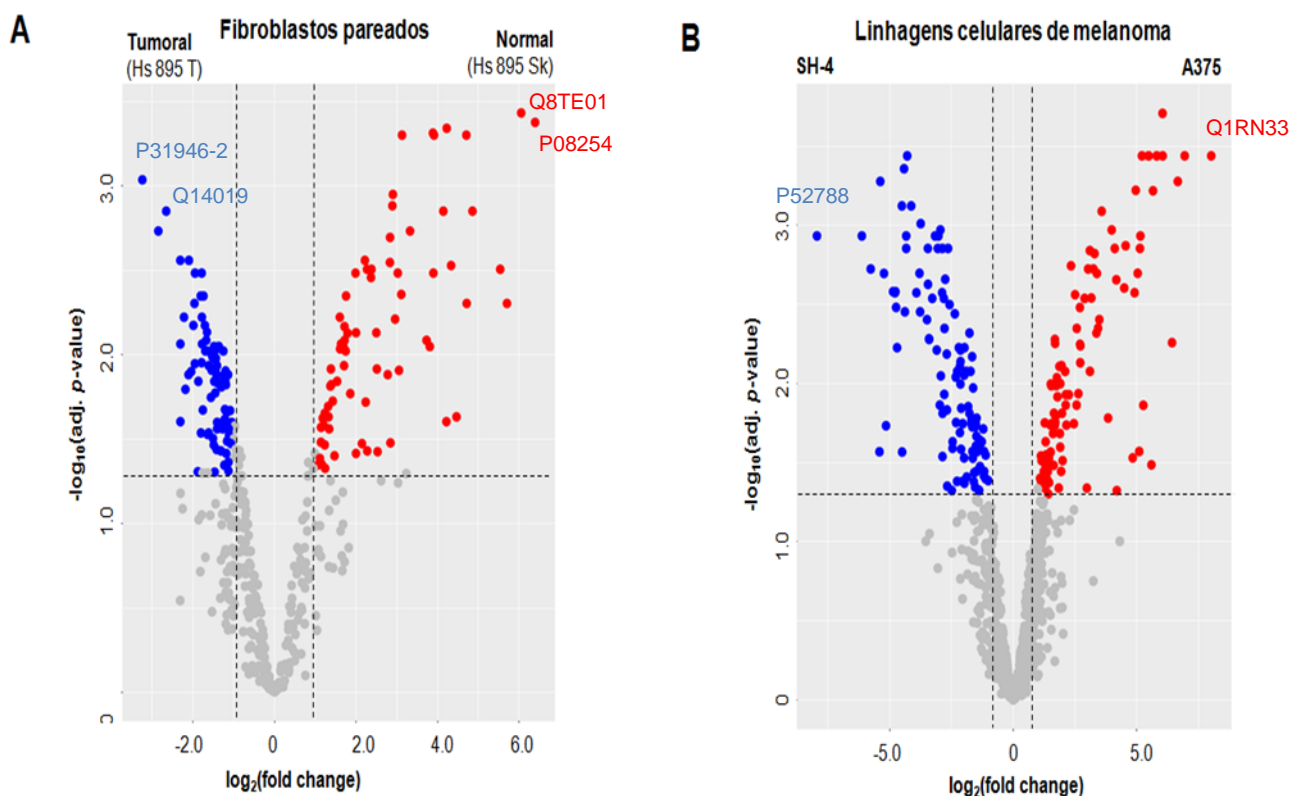 A
Fibroblastos pareados
Tumoral
(Hs 895 T)
Normal
(Hs 895 Sk)
Q8TE01
P08254
P31946-2
Q14019
-log₁₀(adj. p-value)
3.0
2.0
1.0
0
-2.0
0
2.0
4.0
6.0
log₂(fold change)
B
Linhagens celulares de melanoma
SH-4
A375
Q1RN33
P52788
-log₁₀(adj. p-value)
3.0
2.0
1.0
0
-5.0
0
5.0
log₂(fold change)